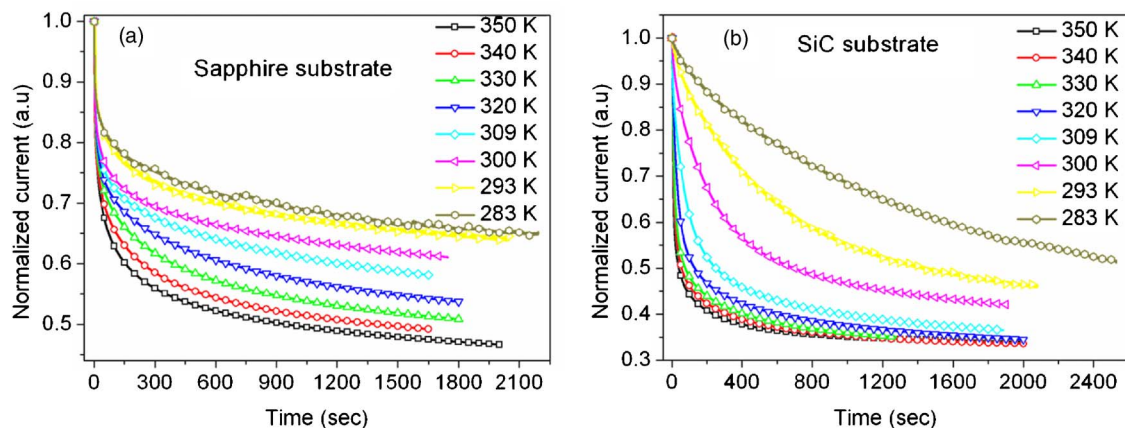 (a)
Sapphire substrate
350 K
340 K
330 K
320 K
309 K
300 K
293 K
283 K
Normalized current (a.u)
1.0
0.9
0.8
0.7
0.6
0.5
0 300 600 900 1200 1500 1800 2100
Time (sec)
(b)
SiC substrate
350 K
340 K
330 K
320 K
309 K
300 K
293 K
283 K
Normalized current (a.u)
1.0
0.9
0.8
0.7
0.6
0.5
0.4
0.3
0 400 800 1200 1600 2000 2400
Time (sec)